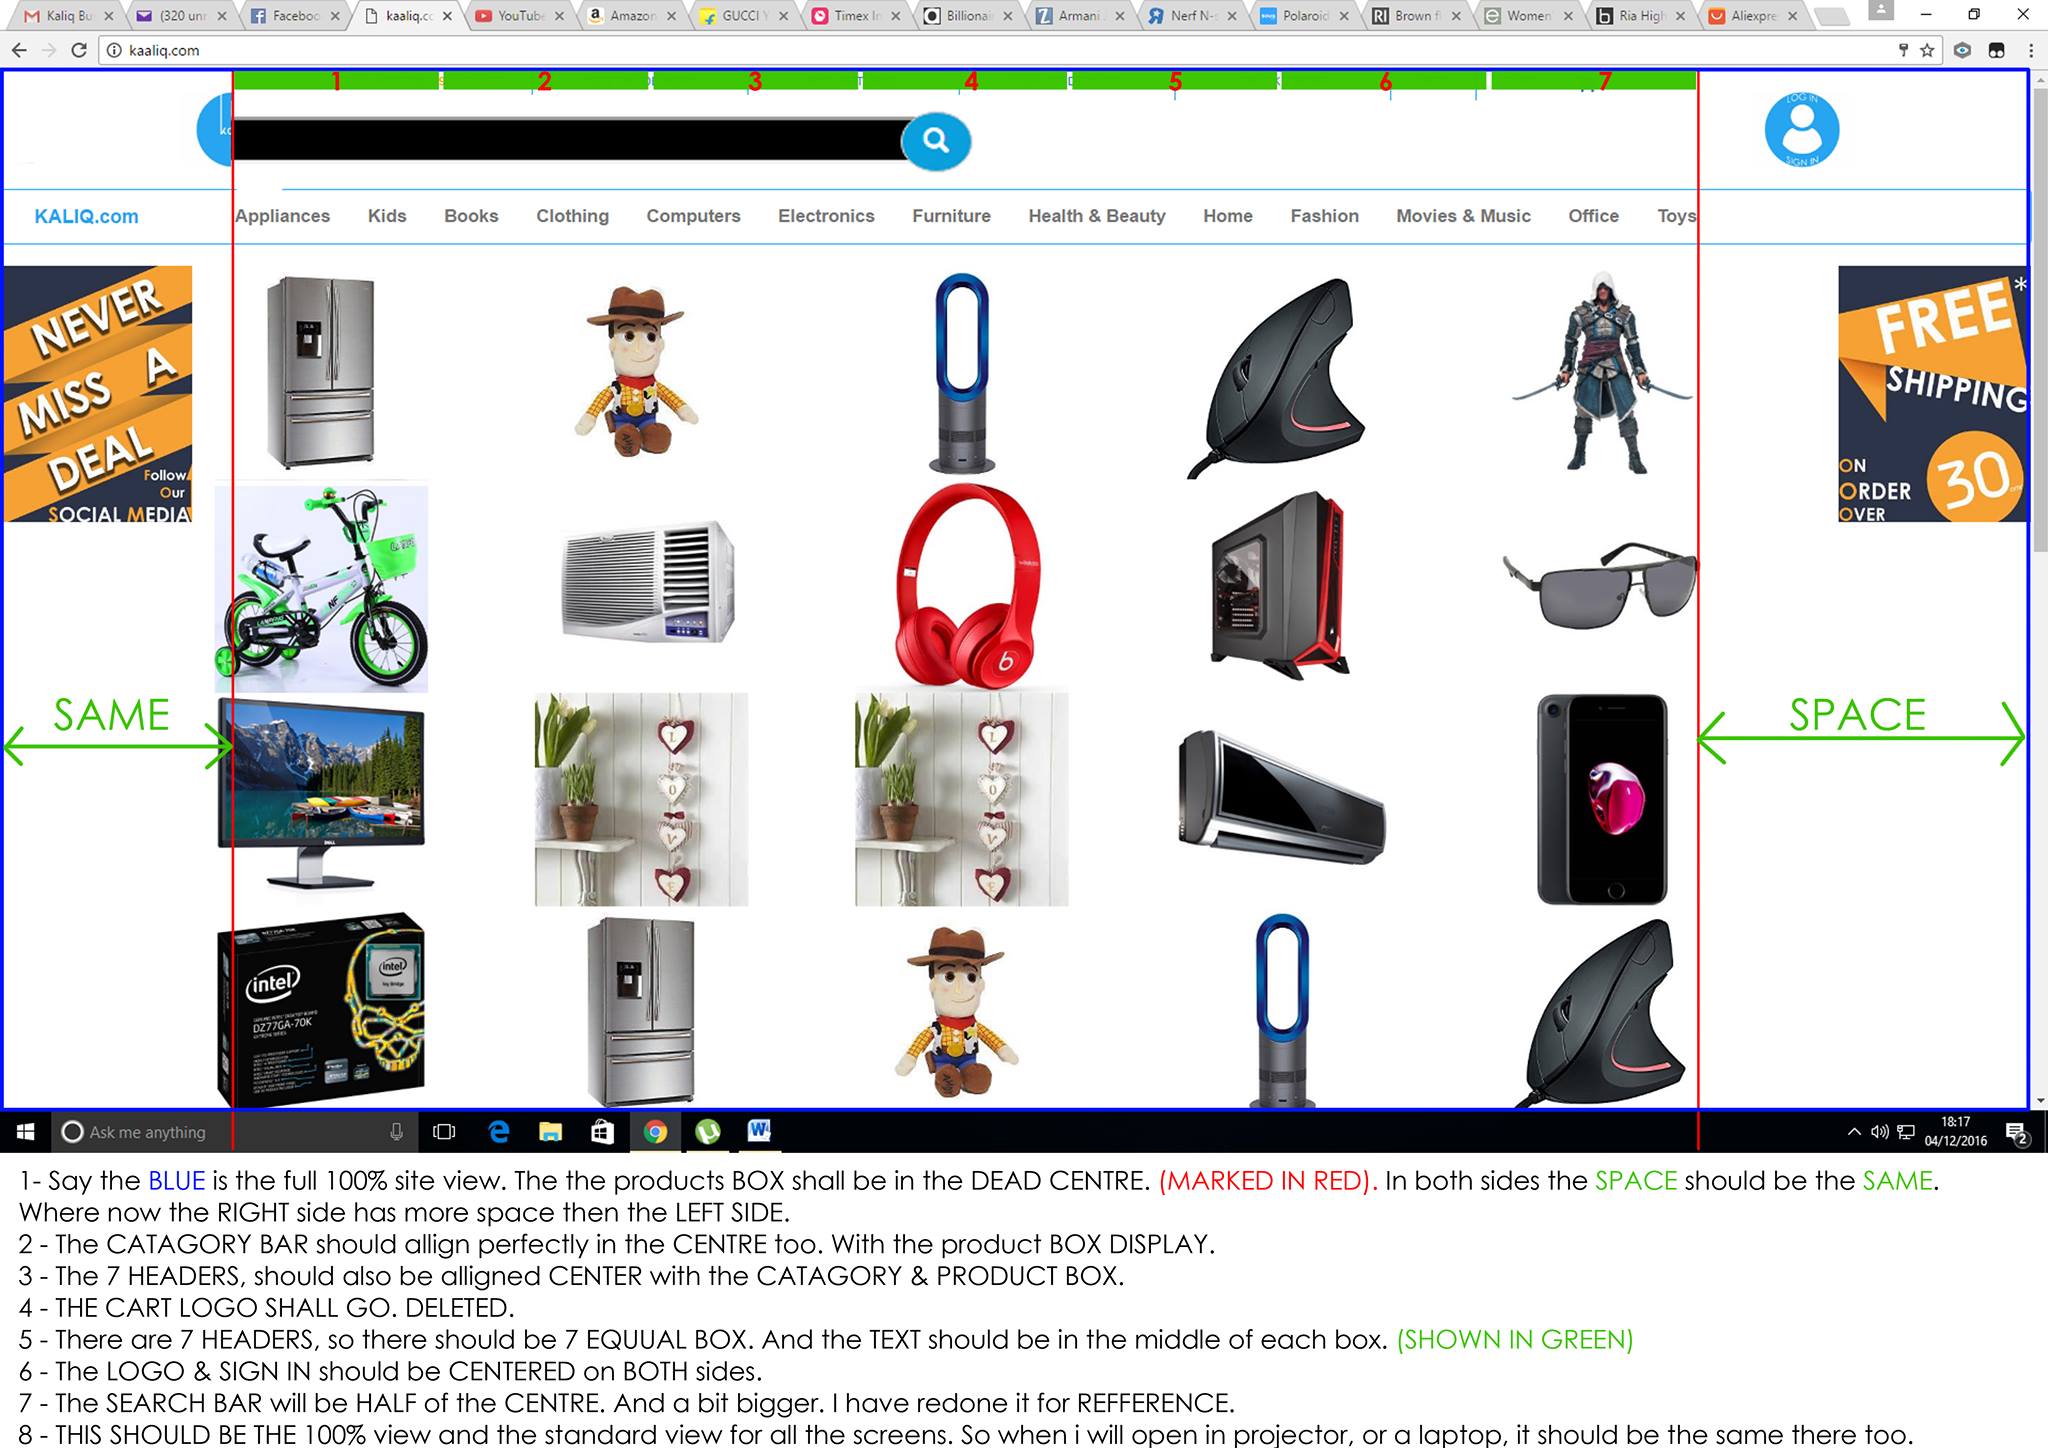 Kaliq Bu
(320 unr
Faceboo
kaaliq.co
YouTube
Amazon
GUCCI
Timex In
Billionai
Armani
Nerf N-
Polaroid
Brown fl
Women
Ria High
Aliexpre
kaaliq.com
1 2 3 4 5 6 7
LOG IN
SIGN IN
KALIQ.com Appliances Kids Books Clothing Computers Electronics Furniture Health & Beauty Home Fashion Movies & Music Office Toys
NEVER
MISS A
DEAL
Follow
Our
SOCIAL MEDIA
FREE*
SHIPPING
ON
ORDER
OVER
30
NF
b
SAME
SPACE
L
O
V
E
L
O
V
E
DELL
intel
intel
DZ77GA-70K
Ask me anything
18:17
04/12/2016
2
1- Say the BLUE is the full 100% site view. The the products BOX shall be in the DEAD CENTRE. (MARKED IN RED). In both sides the SPACE should be the SAME.
Where now the RIGHT side has more space then the LEFT SIDE.
2 - The CATAGORY BAR should allign perfectly in the CENTRE too. With the product BOX DISPLAY.
3 - The 7 HEADERS, should also be alligned CENTER with the CATAGORY & PRODUCT BOX.
4 - THE CART LOGO SHALL GO. DELETED.
5 - There are 7 HEADERS, so there should be 7 EQUUAL BOX. And the TEXT should be in the middle of each box. (SHOWN IN GREEN)
6 - The LOGO & SIGN IN should be CENTERED on BOTH sides.
7 - The SEARCH BAR will be HALF of the CENTRE. And a bit bigger. I have redone it for REFFERENCE.
8 - THIS SHOULD BE THE 100% view and the standard view for all the screens. So when i will open in projector, or a laptop, it should be the same there too.